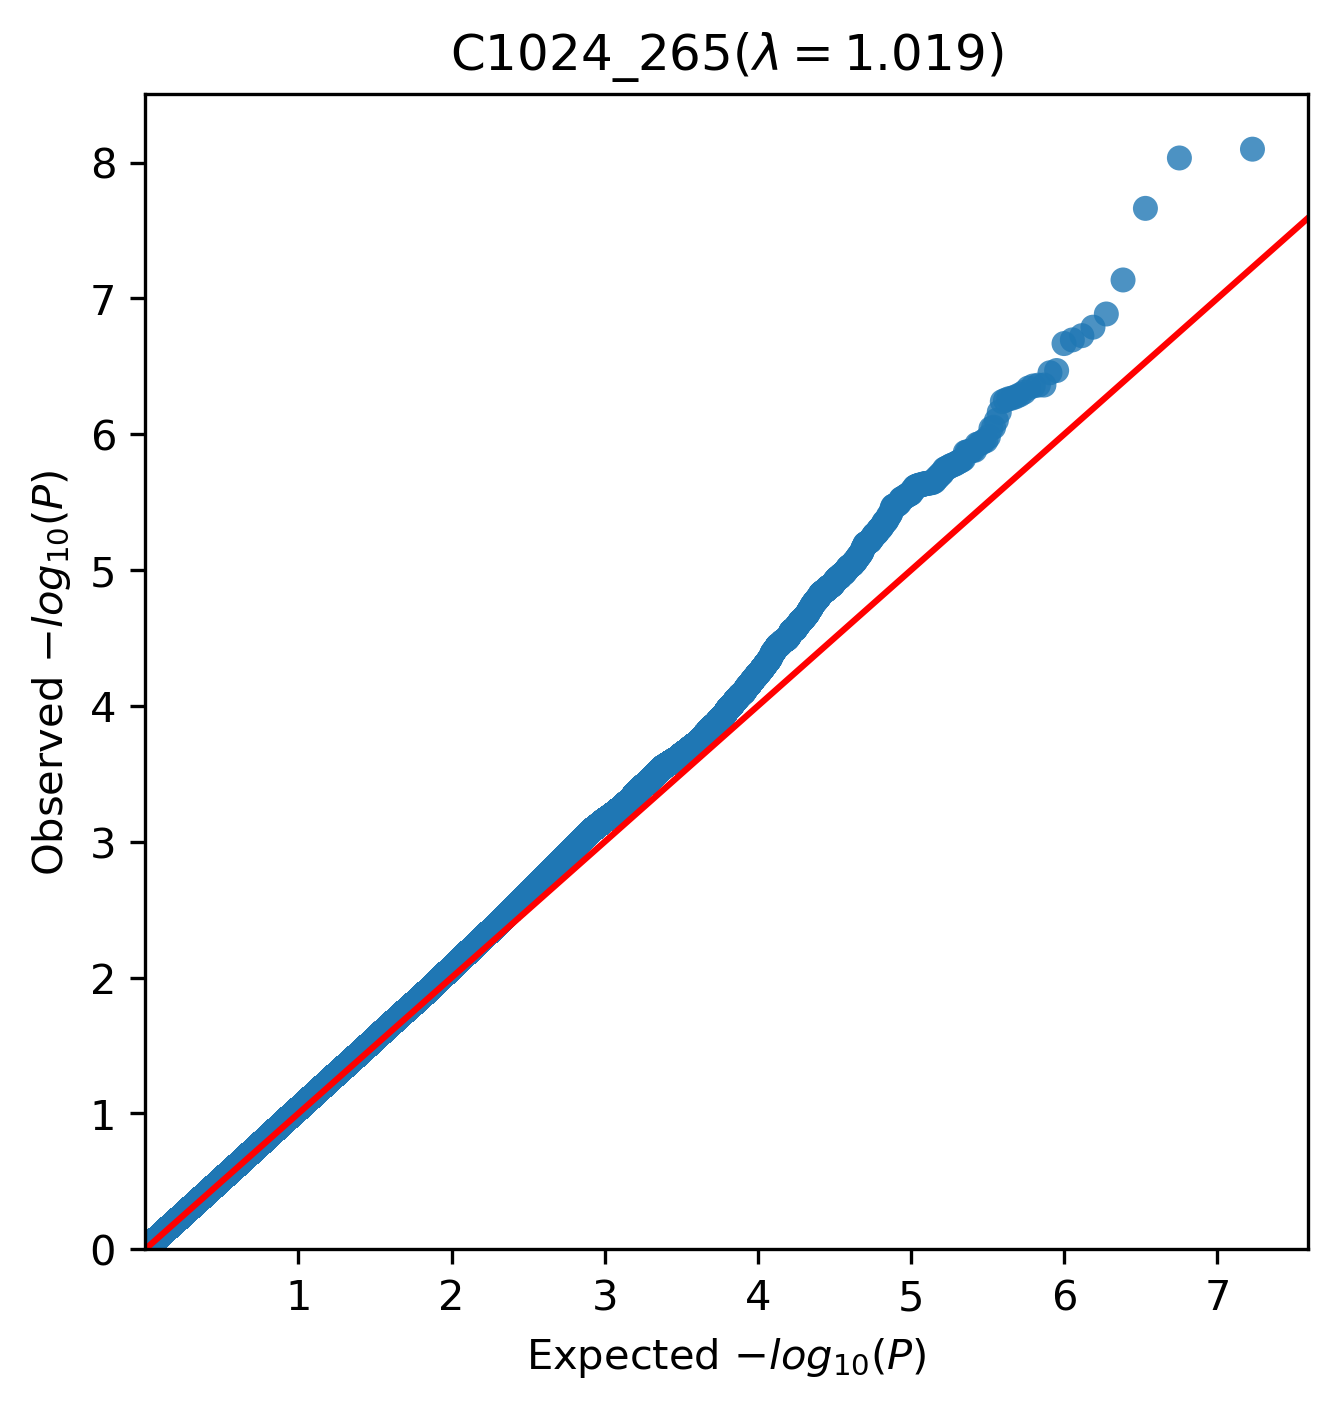 C1024_265(λ = 1.019)
Observed −log₁₀(P)
8
7
6
5
4
3
2
1
0
1 2 3 4 5 6 7
Expected −log₁₀(P)